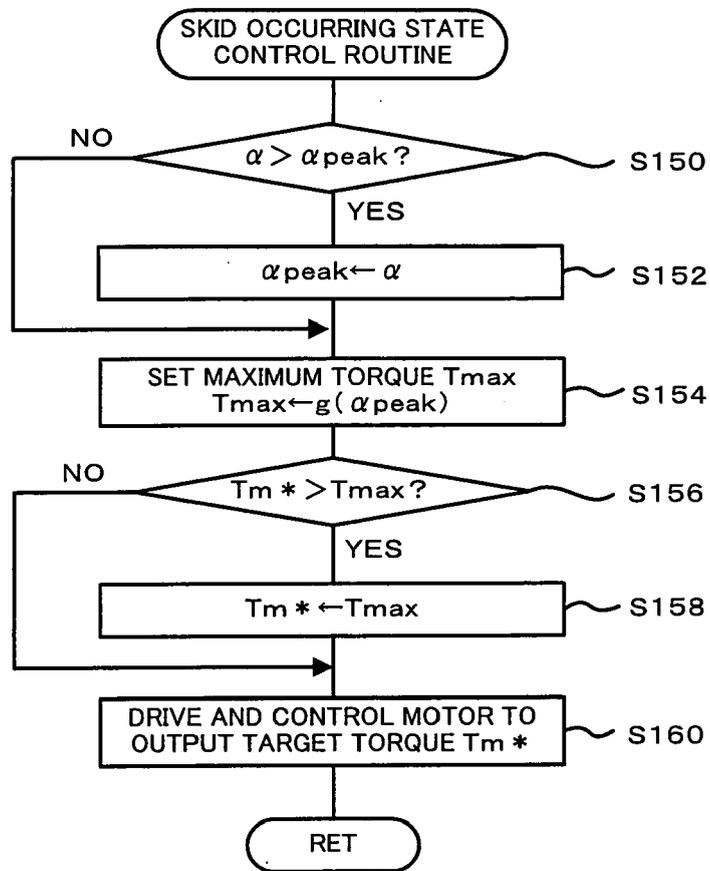 SKID OCCURRING STATE
CONTROL ROUTINE
NO
α > αpeak?
S150
YES
αpeak←α
S152
SET MAXIMUM TORQUE Tmax
Tmax←g(αpeak)
S154
NO
Tm*>Tmax?
S156
YES
Tm*←Tmax
S158
DRIVE AND CONTROL MOTOR TO
OUTPUT TARGET TORQUE Tm*
S160
RET